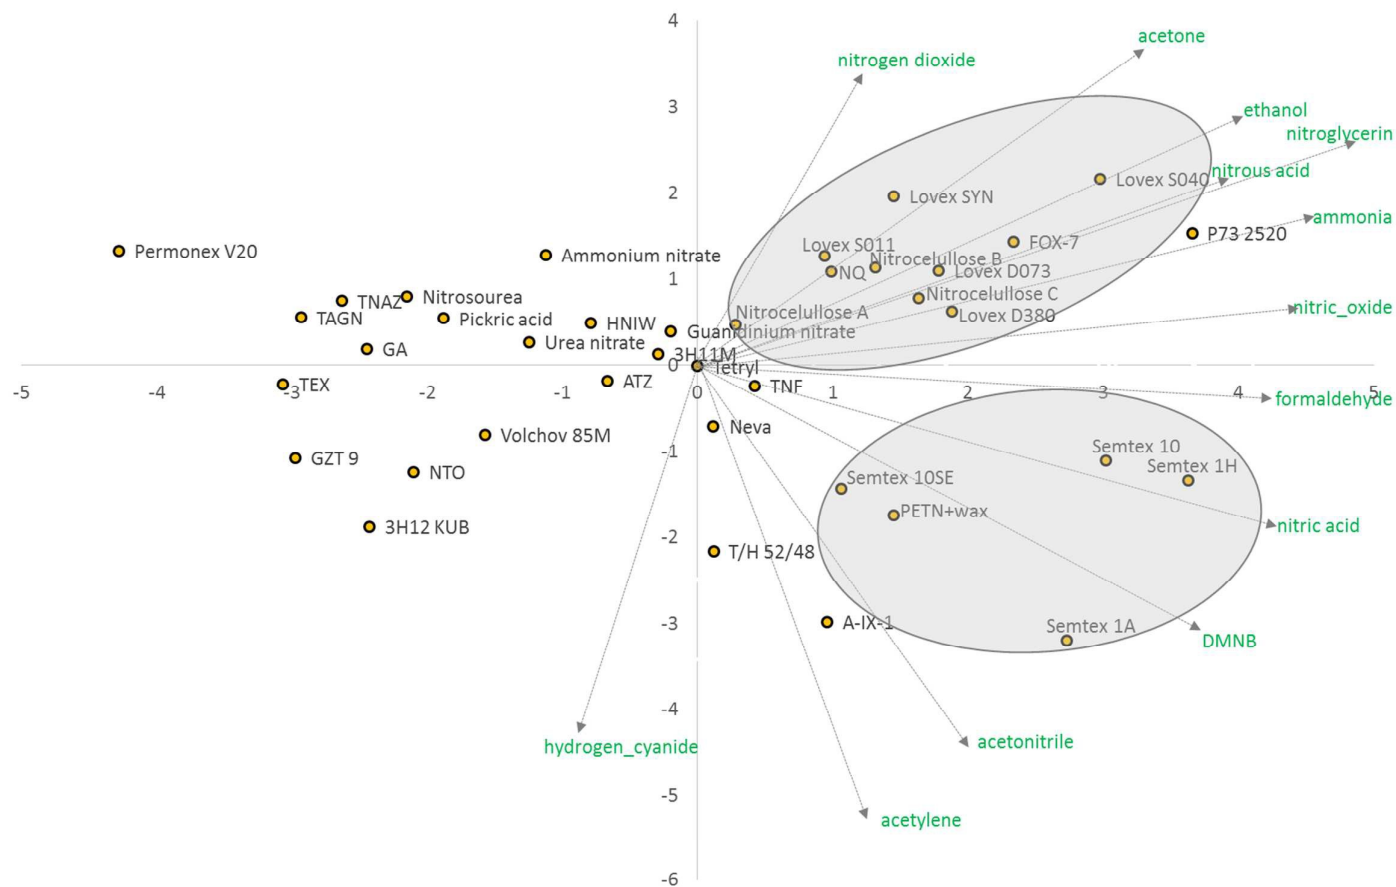 4
acetone
nitrogen dioxide
3
ethanol
nitroglycerin
nitrous acid
Lovex S040
2
Lovex SYN
ammonia
P73 2520
FOX-7
Lovex S011
Permonex V20
Ammonium nitrate
Nitrocelullose B
NQ
Lovex D073
1
TNAZ
Nitrosourea
Nitrocelullose C
nitric_oxide
TAGN
Pickric acid
HNIW
Nitrocelullose A
Lovex D380
Guanidinium nitrate
Urea nitrate
GA
3H11M
Tetryl
0
TEX
ATZ
TNF
-5
-4
-3
-2
-1
0
1
2
3
4
5
formaldehyde
Neva
Volchov 85M
-1
Semtex 10
GZT 9
NTO
Semtex 10SE
Semtex 1H
PETN+wax
3H12 KUB
nitric acid
-2
T/H 52/48
-3
A-IX-1
Semtex 1A
DMNB
-4
hydrogen_cyanide
acetonitrile
-5
acetylene
-6